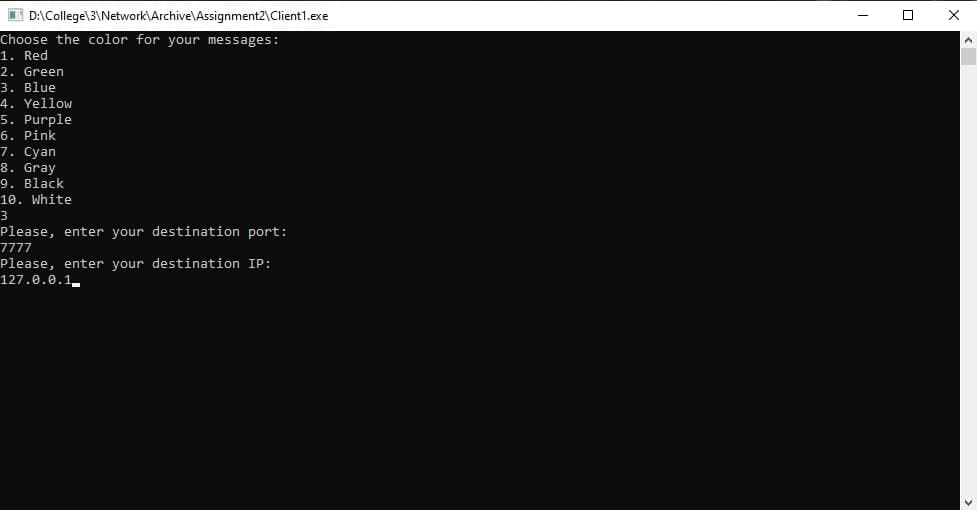 D:\College\3\Network\Archive\Assignment2\Client1.exe
Choose the color for your messages:
1. Red
2. Green
3. Blue
4. Yellow
5. Purple
6. Pink
7. Cyan
8. Gray
9. Black
10. White
3
Please, enter your destination port:
7777
Please, enter your destination IP:
127.0.0.1